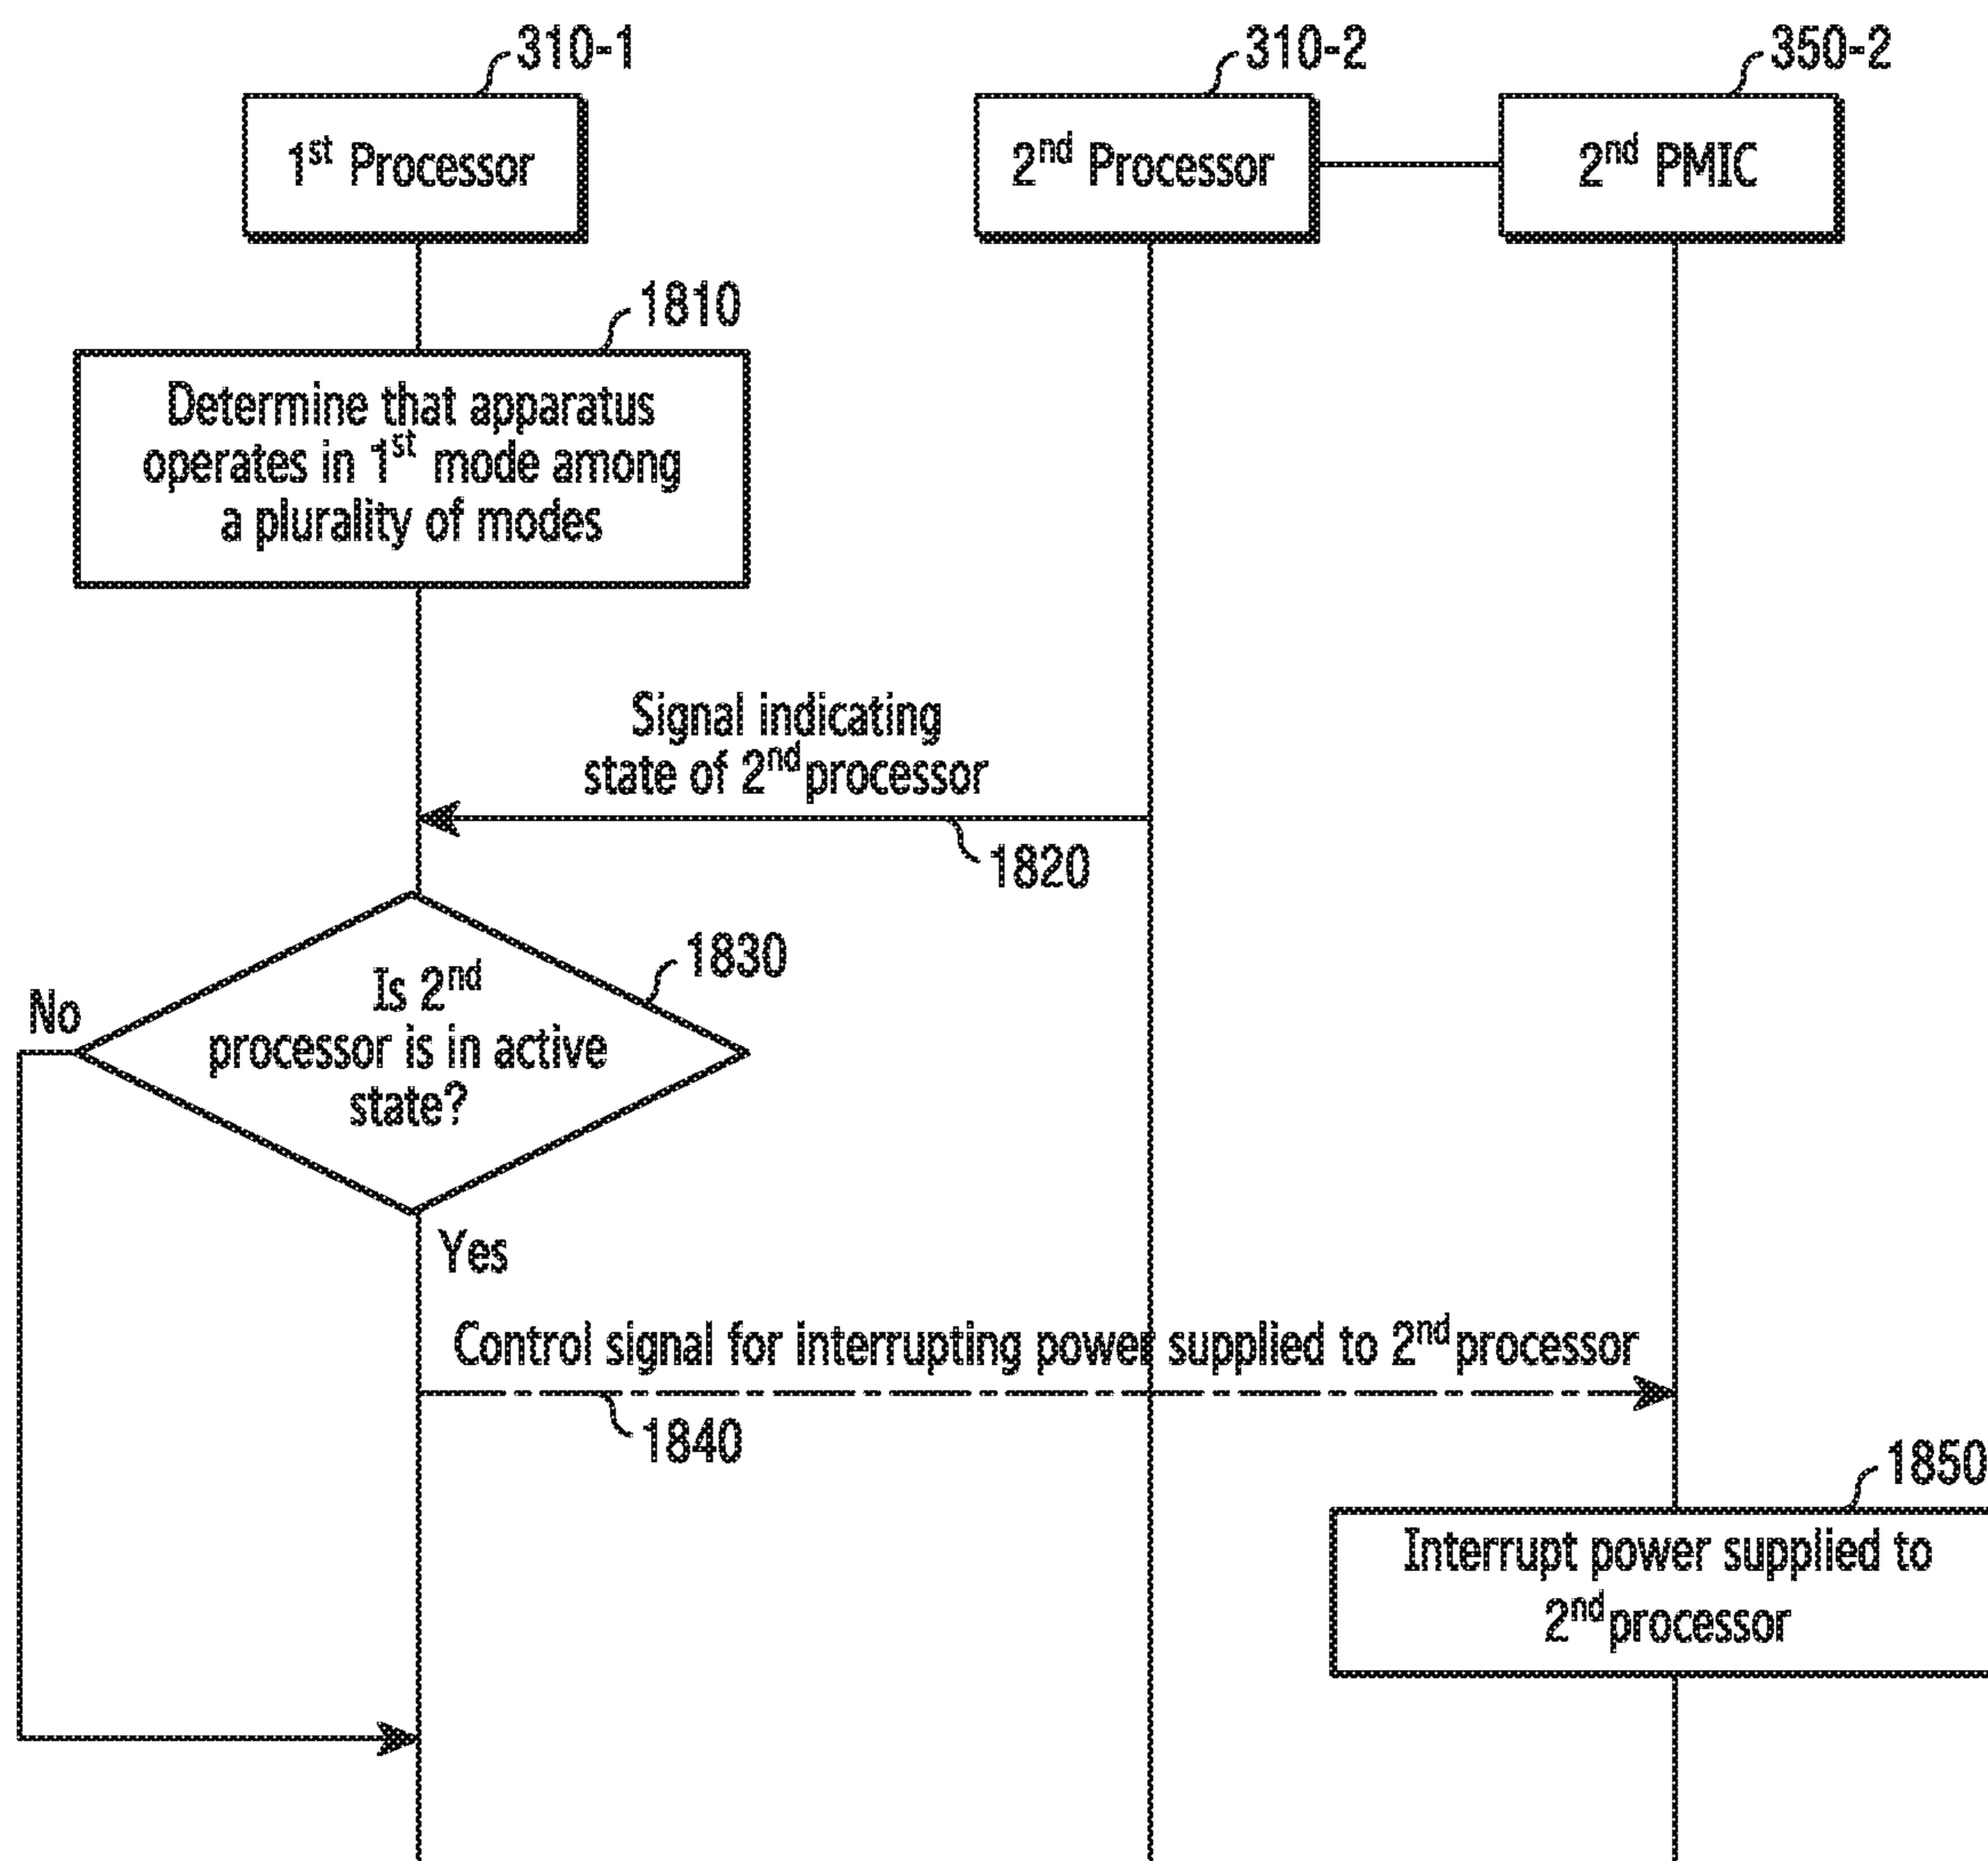 310-1
310-2
350-2
1st Processor
2nd Processor
2nd PMIC
1810
Determine that apparatus
operates in 1st mode among
a plurality of modes
Signal indicating
state of 2nd processor
1820
1830
Is 2nd
processor is in active
state?
No
Yes
Control signal for interrupting power supplied to 2nd processor
1840
1850
Interrupt power supplied to
2nd processor